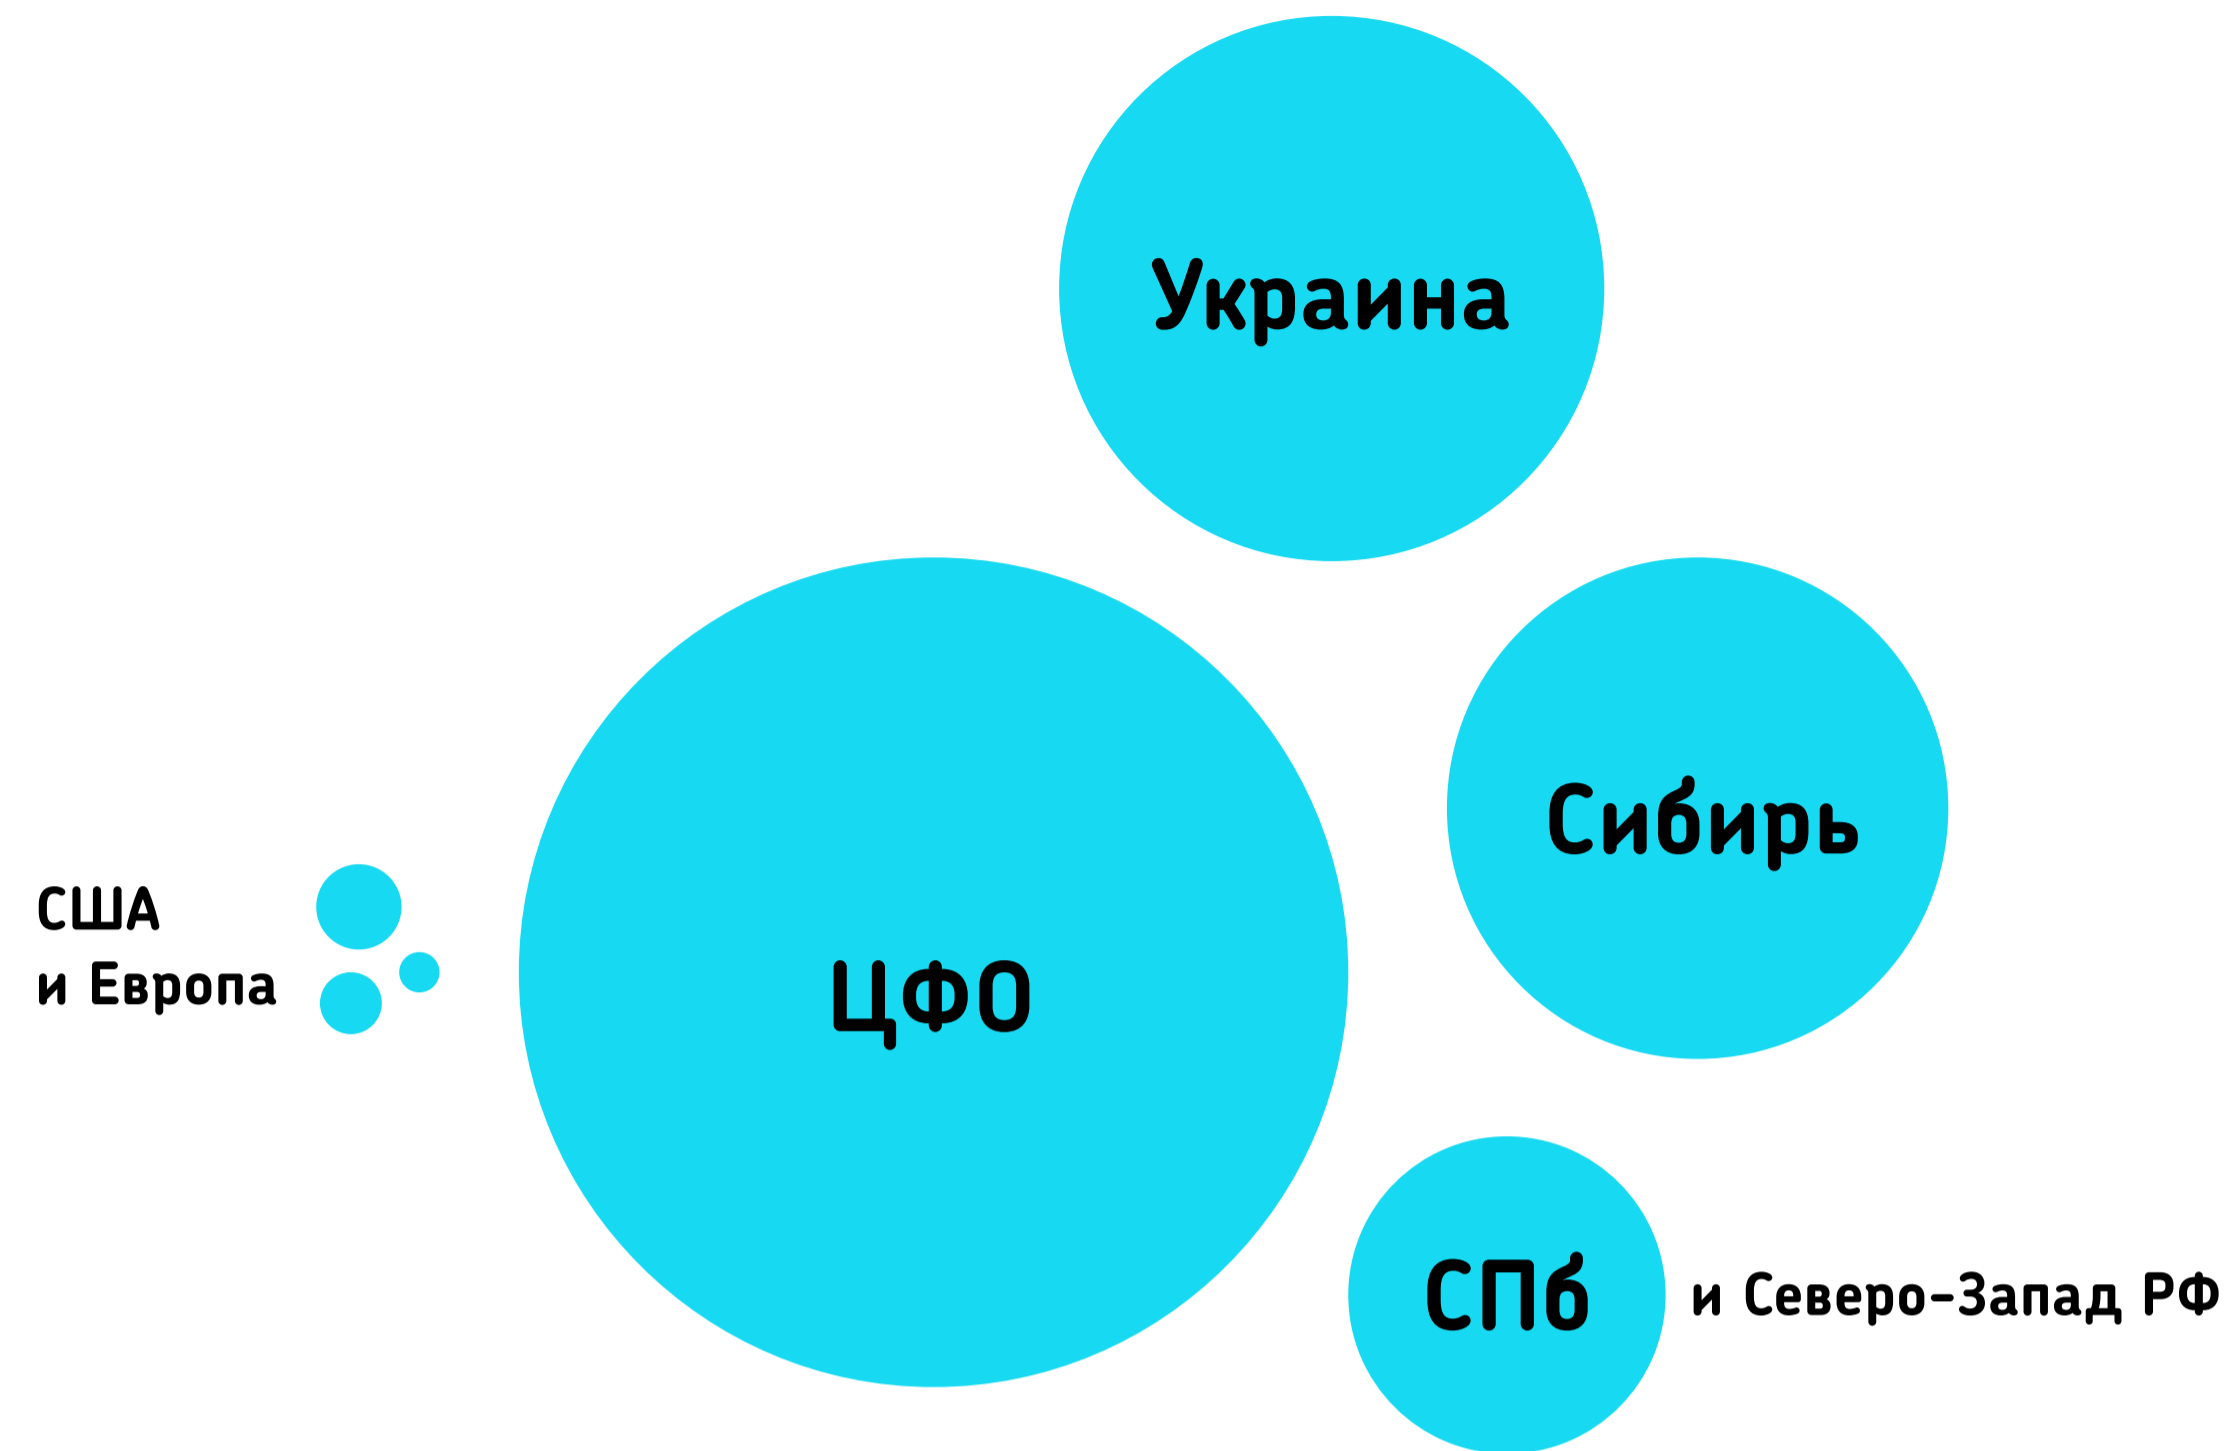 Украина
Сибирь
США
и Европа
ЦФО
СПб
и Северо-Запад РФ